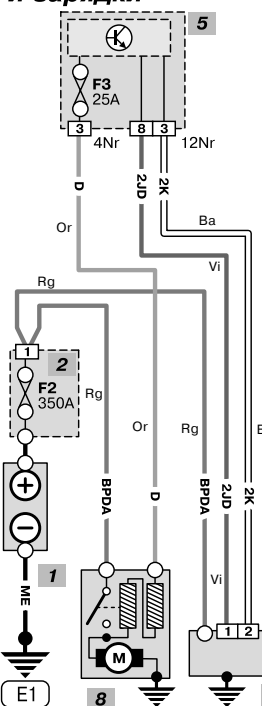 и зарядки
5
F3
25A
3
8
3
4Nr
12Nr
D
2JD
2K
Or
Ba
Vi
Rg
1
2
F2
350A
Rg
Or
Rg
BPDA
D
BPDA
2JD
2K
+
−
1
ME
Vi
1
2
M
E1
8